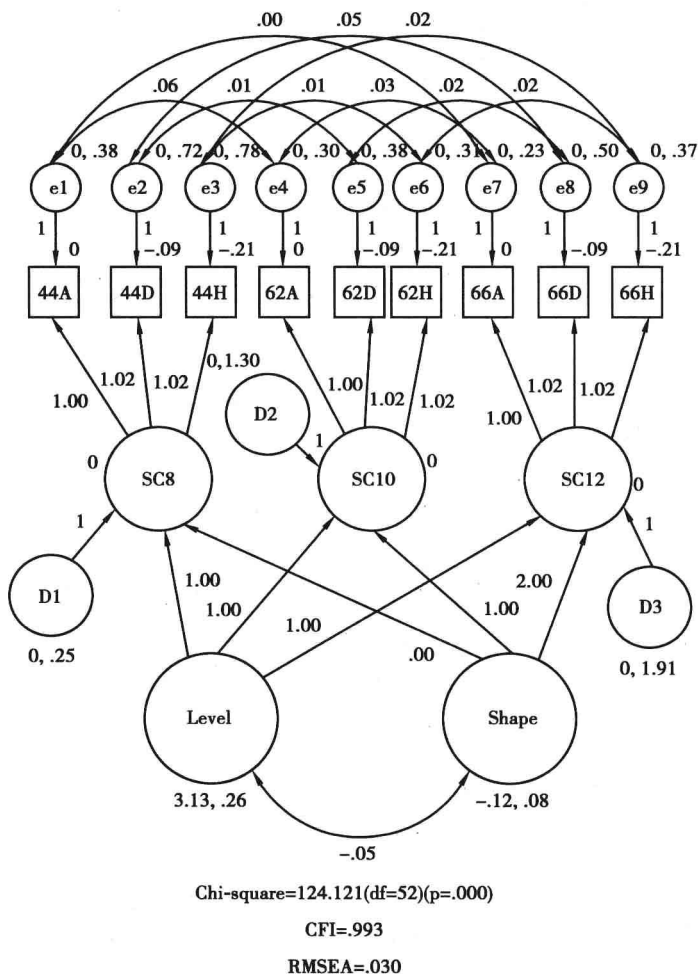 .00 .05 .02
.06 .01 .01 .03 .02 .02
0, .38 0, .72 0, .78 0, .30 0, .38 0, .31 0, .23 0, .50 0, .37
e1 e2 e3 e4 e5 e6 e7 e8 e9
1 1 1 1 1 1 1 1 1
0 -.09 -.21 0 -.09 -.21 0 -.09 -.21
44A 44D 44H 62A 62D 62H 66A 66D 66H
1.00 1.02 1.02 0,1.30 1.00 1.02 1.02 1.00 1.02 1.02
D2
1
0 SC8 SC10 0 SC12 0
1 1
D1 D3
0, .25 0, 1.91
1.00 1.00 1.00 .00 1.00 2.00
Level Shape
3.13, .26 -.12, .08
-.05
Chi-square=124.121(df=52)(p=.000)
CFI=.993
RMSEA=.030